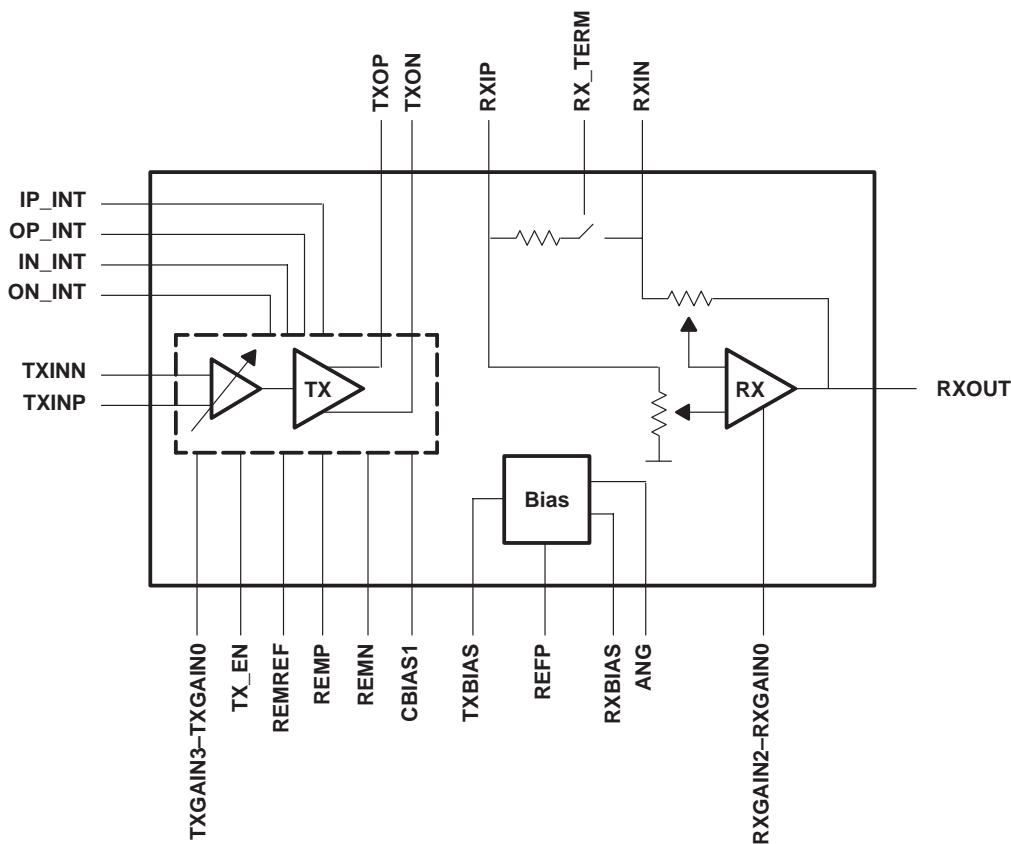 TXOP
TXON
RXIP
RX_TERM
RXIN
IP_INT
OP_INT
IN_INT
ON_INT
TXINN
TXINP
TX
RX
RXOUT
Bias
TXGAIN3–TXGAIN0
TX_EN
REMREF
REMP
REMN
CBIAS1
TXBIAS
REFP
RXBIAS
ANG
RXGAIN2–RXGAIN0